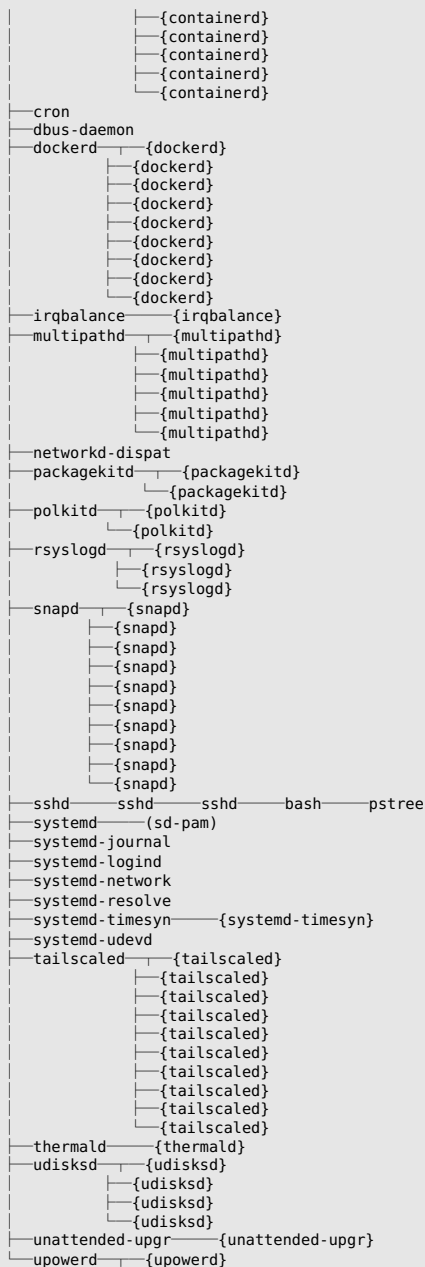 │             ├──{containerd}
│             ├──{containerd}
│             ├──{containerd}
│             ├──{containerd}
│             └──{containerd}
├──cron
├──dbus-daemon
├──dockerd──┬──{dockerd}
│           ├──{dockerd}
│           ├──{dockerd}
│           ├──{dockerd}
│           ├──{dockerd}
│           ├──{dockerd}
│           ├──{dockerd}
│           ├──{dockerd}
│           └──{dockerd}
├──irqbalance────{irqbalance}
├──multipathd──┬──{multipathd}
│              ├──{multipathd}
│              ├──{multipathd}
│              ├──{multipathd}
│              ├──{multipathd}
│              └──{multipathd}
├──networkd-dispat
├──packagekitd──┬──{packagekitd}
│               └──{packagekitd}
├──polkitd──┬──{polkitd}
│           └──{polkitd}
├──rsyslogd──┬──{rsyslogd}
│            ├──{rsyslogd}
│            └──{rsyslogd}
├──snapd──┬──{snapd}
│         ├──{snapd}
│         ├──{snapd}
│         ├──{snapd}
│         ├──{snapd}
│         ├──{snapd}
│         ├──{snapd}
│         ├──{snapd}
│         ├──{snapd}
│         └──{snapd}
├──sshd────sshd────sshd────bash────pstree
├──systemd────(sd-pam)
├──systemd-journal
├──systemd-logind
├──systemd-network
├──systemd-resolve
├──systemd-timesyn────{systemd-timesyn}
├──systemd-udevd
├──tailscaled──┬──{tailscaled}
│              ├──{tailscaled}
│              ├──{tailscaled}
│              ├──{tailscaled}
│              ├──{tailscaled}
│              ├──{tailscaled}
│              ├──{tailscaled}
│              ├──{tailscaled}
│              ├──{tailscaled}
│              └──{tailscaled}
├──thermald────{thermald}
├──udisksd──┬──{udisksd}
│           ├──{udisksd}
│           ├──{udisksd}
│           └──{udisksd}
├──unattended-upgr────{unattended-upgr}
└──upowerd──┬──{upowerd}